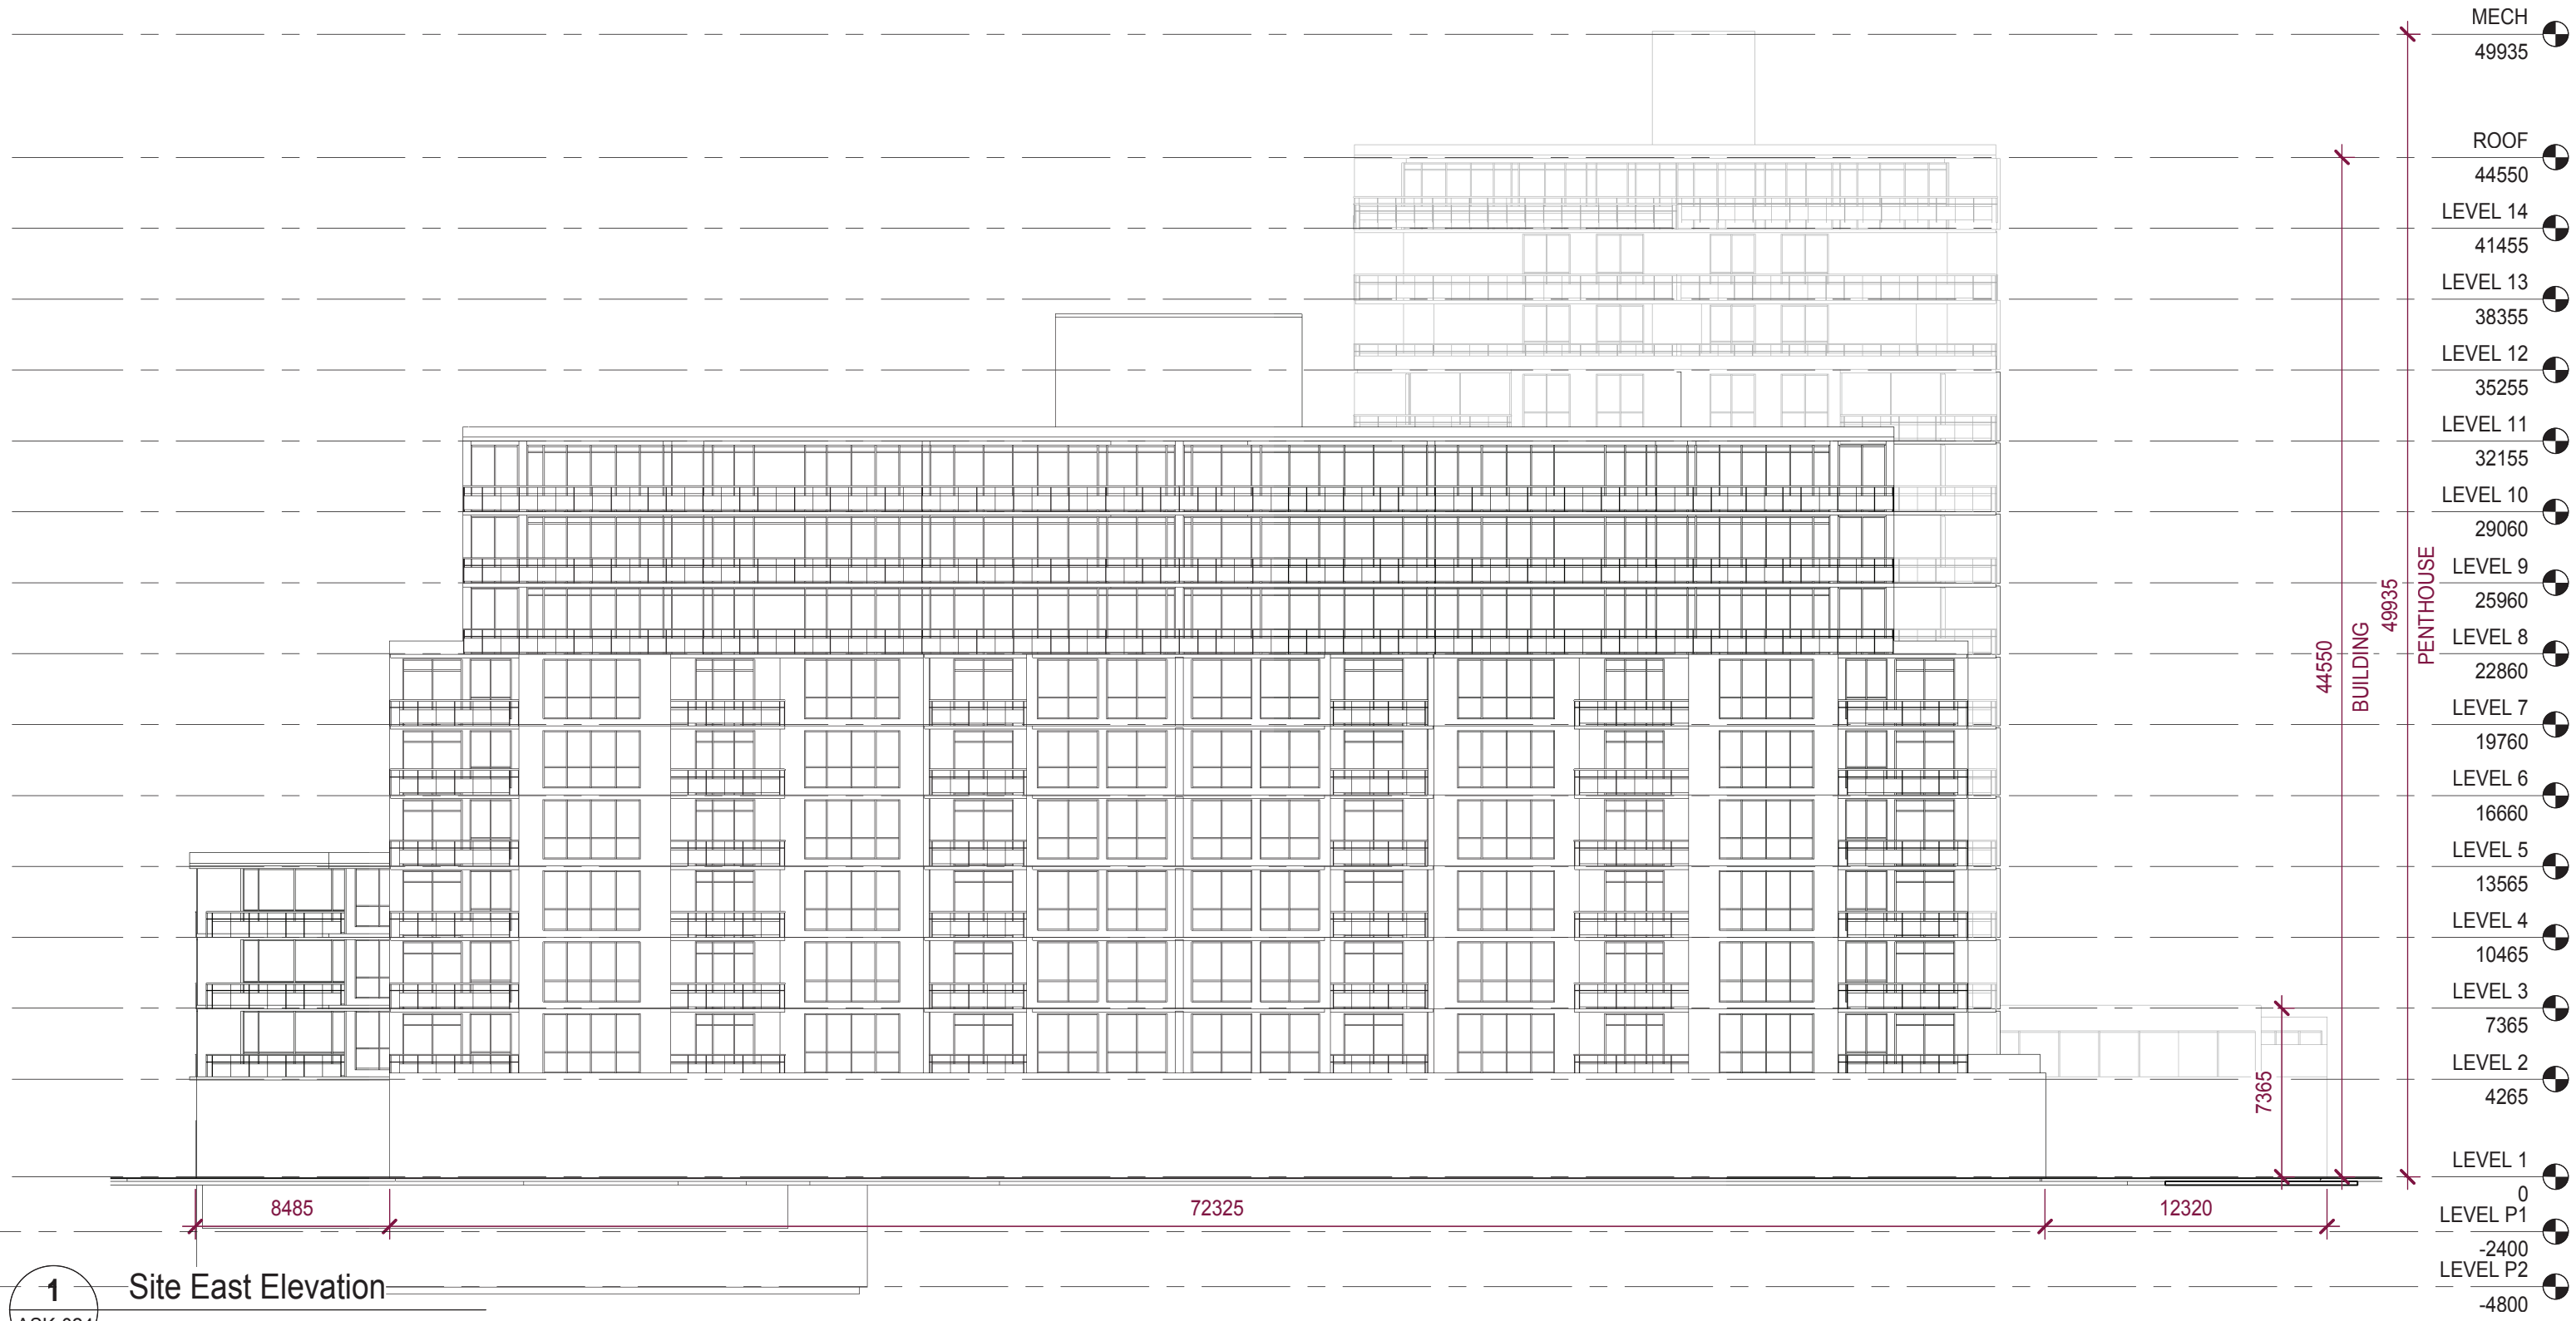 MECH
49935
ROOF
44550
LEVEL 14
41455
LEVEL 13
38355
LEVEL 12
35255
LEVEL 11
32155
LEVEL 10
29060
LEVEL 9
25960
LEVEL 8
22860
LEVEL 7
19760
LEVEL 6
16660
LEVEL 5
13565
LEVEL 4
10465
LEVEL 3
7365
LEVEL 2
4265
LEVEL 1
0
LEVEL P1
-2400
LEVEL P2
-4800
44550
BUILDING
49935
PENTHOUSE
7365
8485
72325
12320
1
Site East Elevation